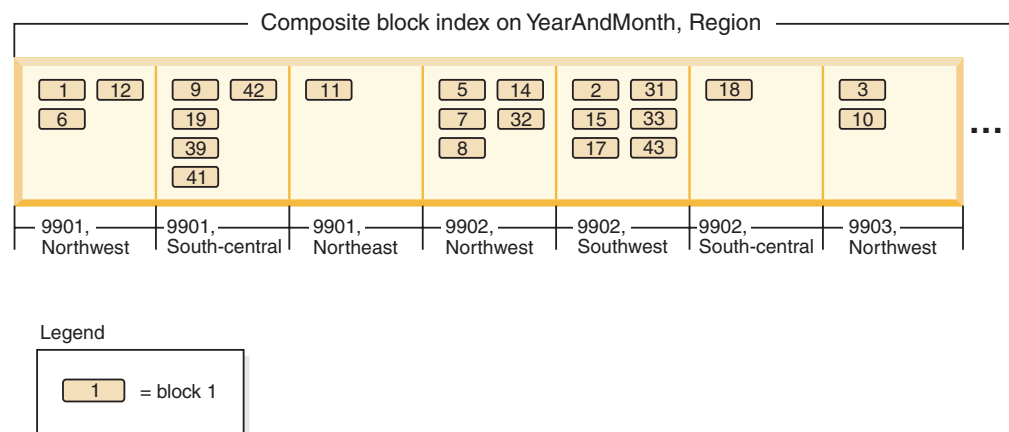 Composite block index on YearAndMonth, Region
1 12 9 42 11 5 14 2 31 18 3
6 19 7 32 15 33 10
39 8 17 43
41
...
9901, 9901, 9901, 9902, 9902, 9902, 9903,
Northwest South-central Northeast Northwest Southwest South-central Northwest
Legend
1 = block 1